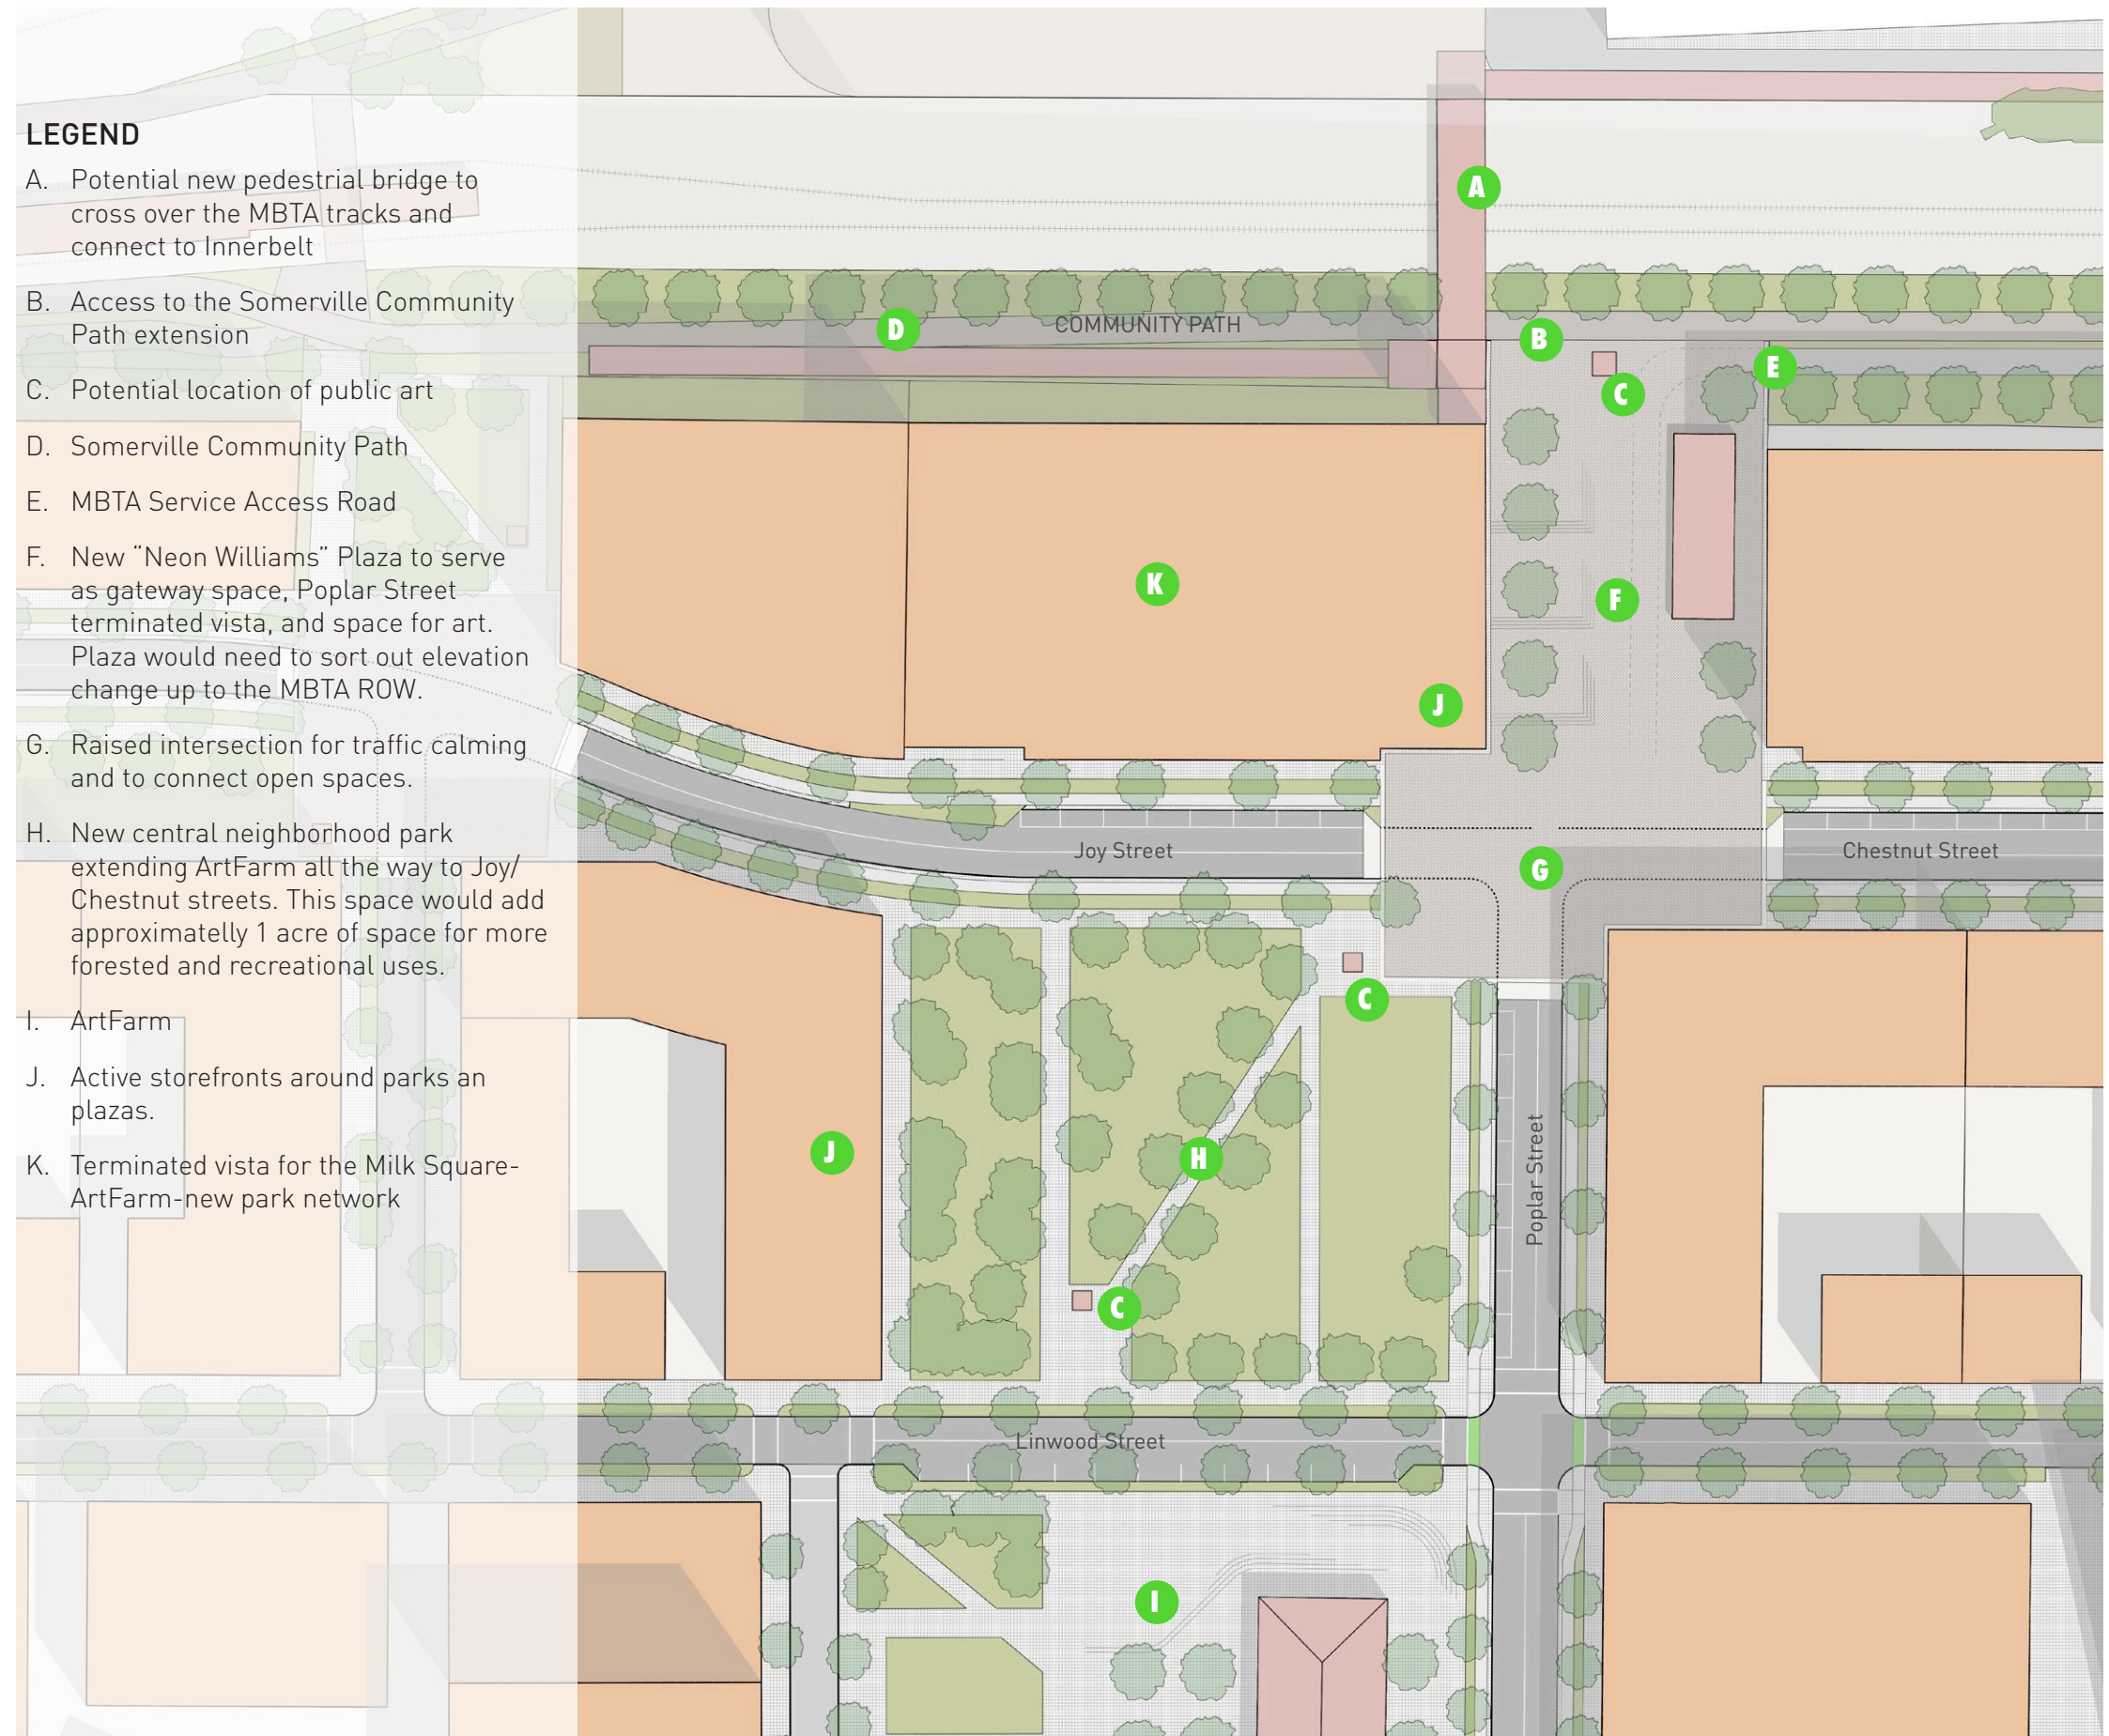 LEGEND
A. Potential new pedestrial bridge to
cross over the MBTA tracks and
connect to Innerbelt
B. Access to the Somerville Community
Path extension
C. Potential location of public art
D. Somerville Community Path
E. MBTA Service Access Road
F. New “Neon Williams” Plaza to serve
as gateway space, Poplar Street
terminated vista, and space for art.
Plaza would need to sort out elevation
change up to the MBTA ROW.
G. Raised intersection for traffic calming
and to connect open spaces.
H. New central neighborhood park
extending ArtFarm all the way to Joy/
Chestnut streets. This space would add
approximatelly 1 acre of space for more
forested and recreational uses.
I. ArtFarm
J. Active storefronts around parks an
plazas.
K. Terminated vista for the Milk Square-
ArtFarm-new park network
A
D
COMMUNITY PATH
B
E
C
K
F
J
Joy Street
G
Chestnut Street
C
J
H
Poplar Street
C
Linwood Street
I